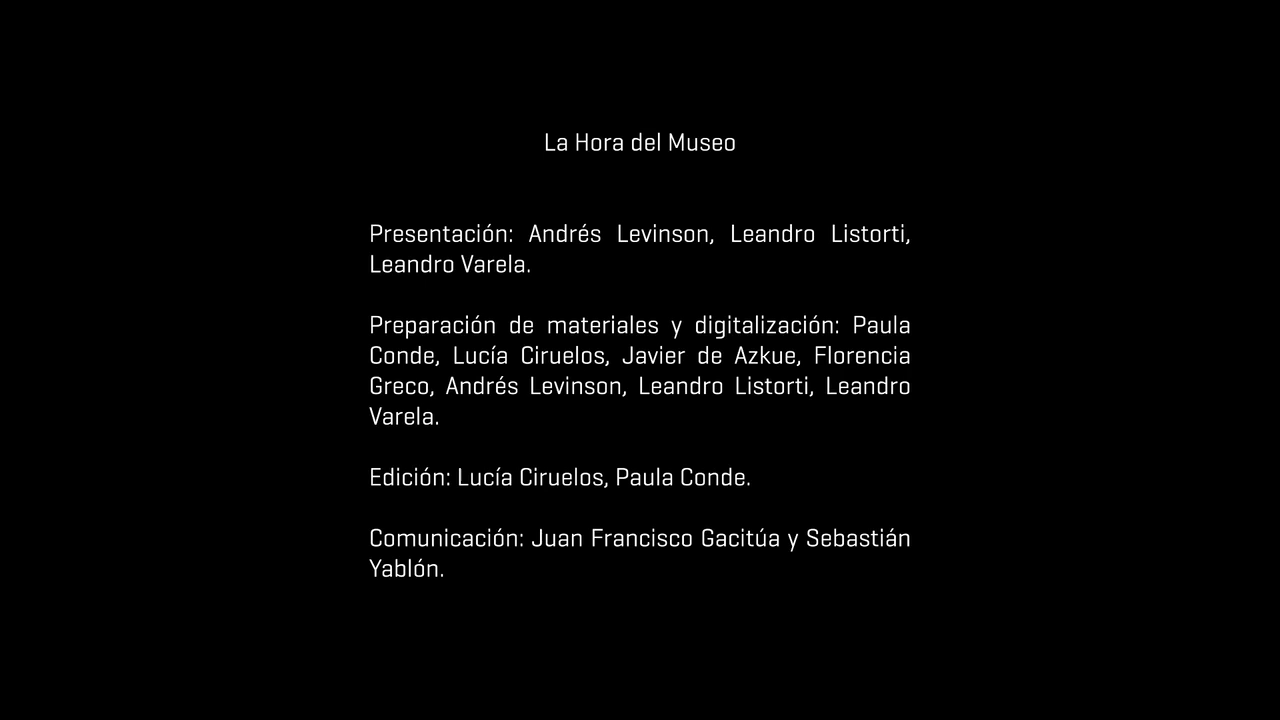 La Hora del Museo
Presentación: Andrés Levinson, Leandro Listorti,
Leandro Varela.
Preparación de materiales y digitalización: Paula
Conde, Lucía Ciruelos, Javier de Azkue, Florencia
Greco, Andrés Levinson, Leandro Listorti, Leandro
Varela.
Edición: Lucía Ciruelos, Paula Conde.
Comunicación: Juan Francisco Gacitúa y Sebastián
Yablón.